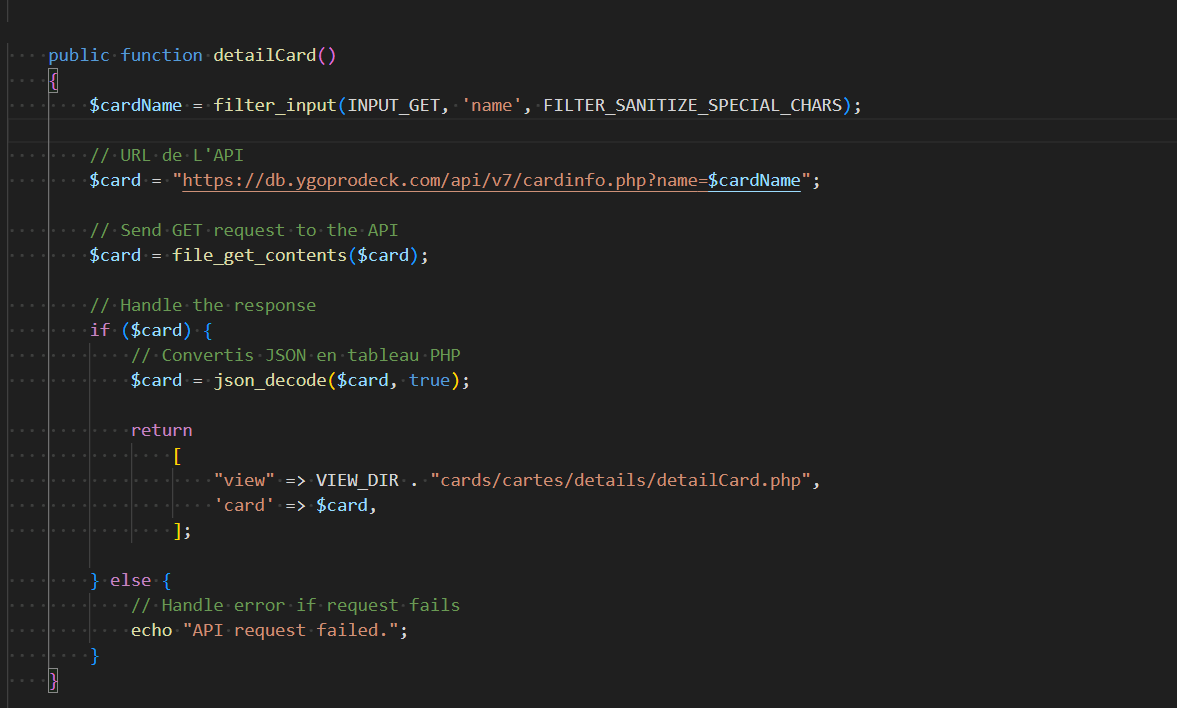 public function detailCard()
{
$cardName = filter_input(INPUT_GET, 'name', FILTER_SANITIZE_SPECIAL_CHARS);
// URL de L'API
$card = "https://db.ygoprodeck.com/api/v7/cardinfo.php?name=$cardName";
// Send GET request to the API
$card = file_get_contents($card);
// Handle the response
if ($card) {
// Convertis JSON en tableau PHP
$card = json_decode($card, true);
return
[
"view" => VIEW_DIR . "cards/cartes/details/detailCard.php",
'card' => $card,
];
} else {
// Handle error if request fails
echo "API request failed.";
}
}